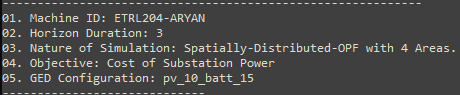 ---------------------------------------------------------------
01. Machine ID: ETRL204-ARYAN
02. Horizon Duration: 3
03. Nature of Simulation: Spatially-Distributed-OPF with 4 Areas.
04. Objective: Cost of Substation Power
05. GED Configuration: pv_10_batt_15
------------------------------